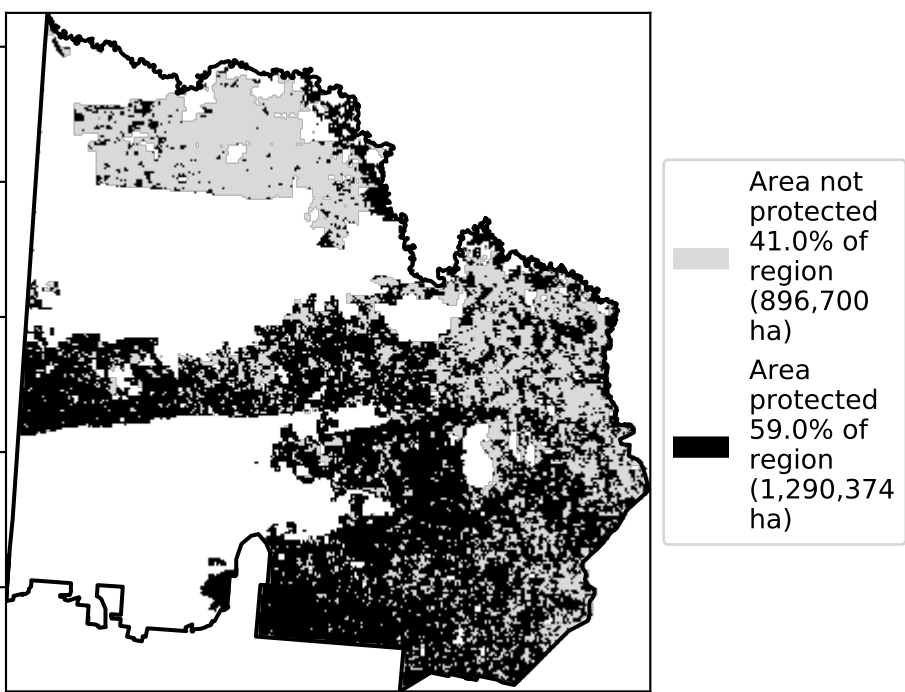 Area not
protected
41.0% of
region
(896,700
ha)
Area
protected
59.0% of
region
(1,290,374
ha)